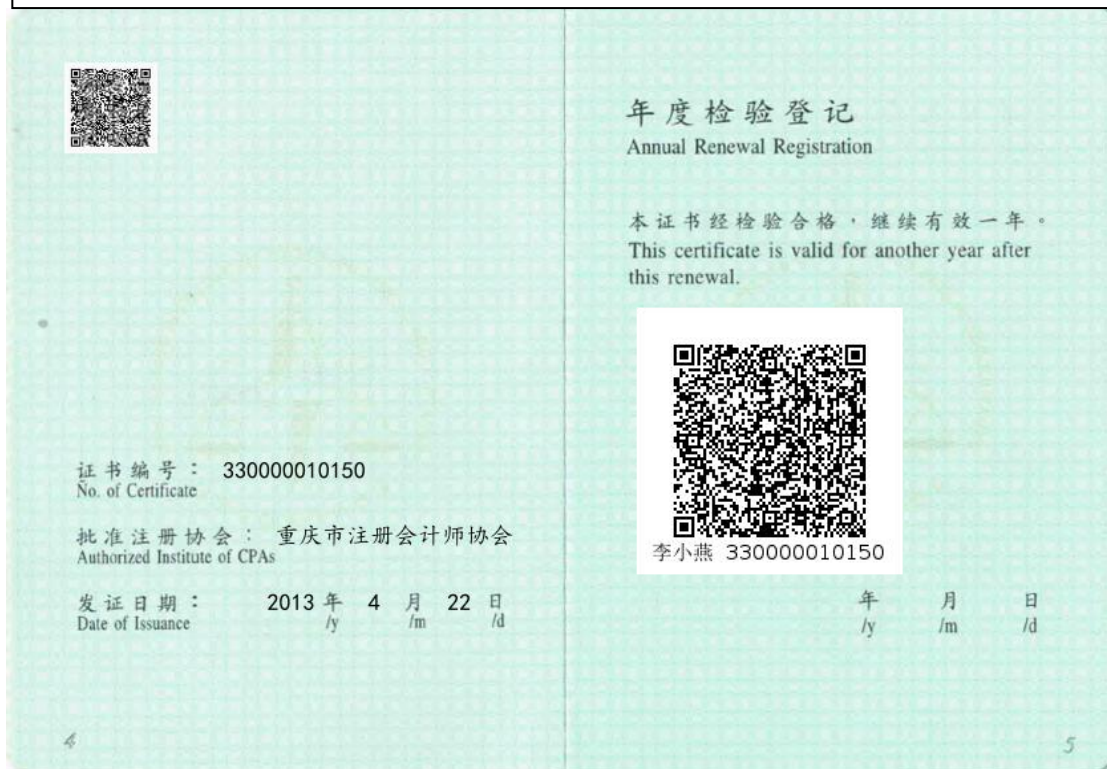 证书编号： 330000010150
No. of Certificate
批准注册协会： 重庆市注册会计师协会
Authorized Institute of CPAs
发证日期： 2013 年 4 月 22 日
Date of Issuance /y /m /d
4
年度检验登记
Annual Renewal Registration
本证书经检验合格，继续有效一年。
This certificate is valid for another year after
this renewal.
李小燕 330000010150
年 月 日
/y /m /d
5